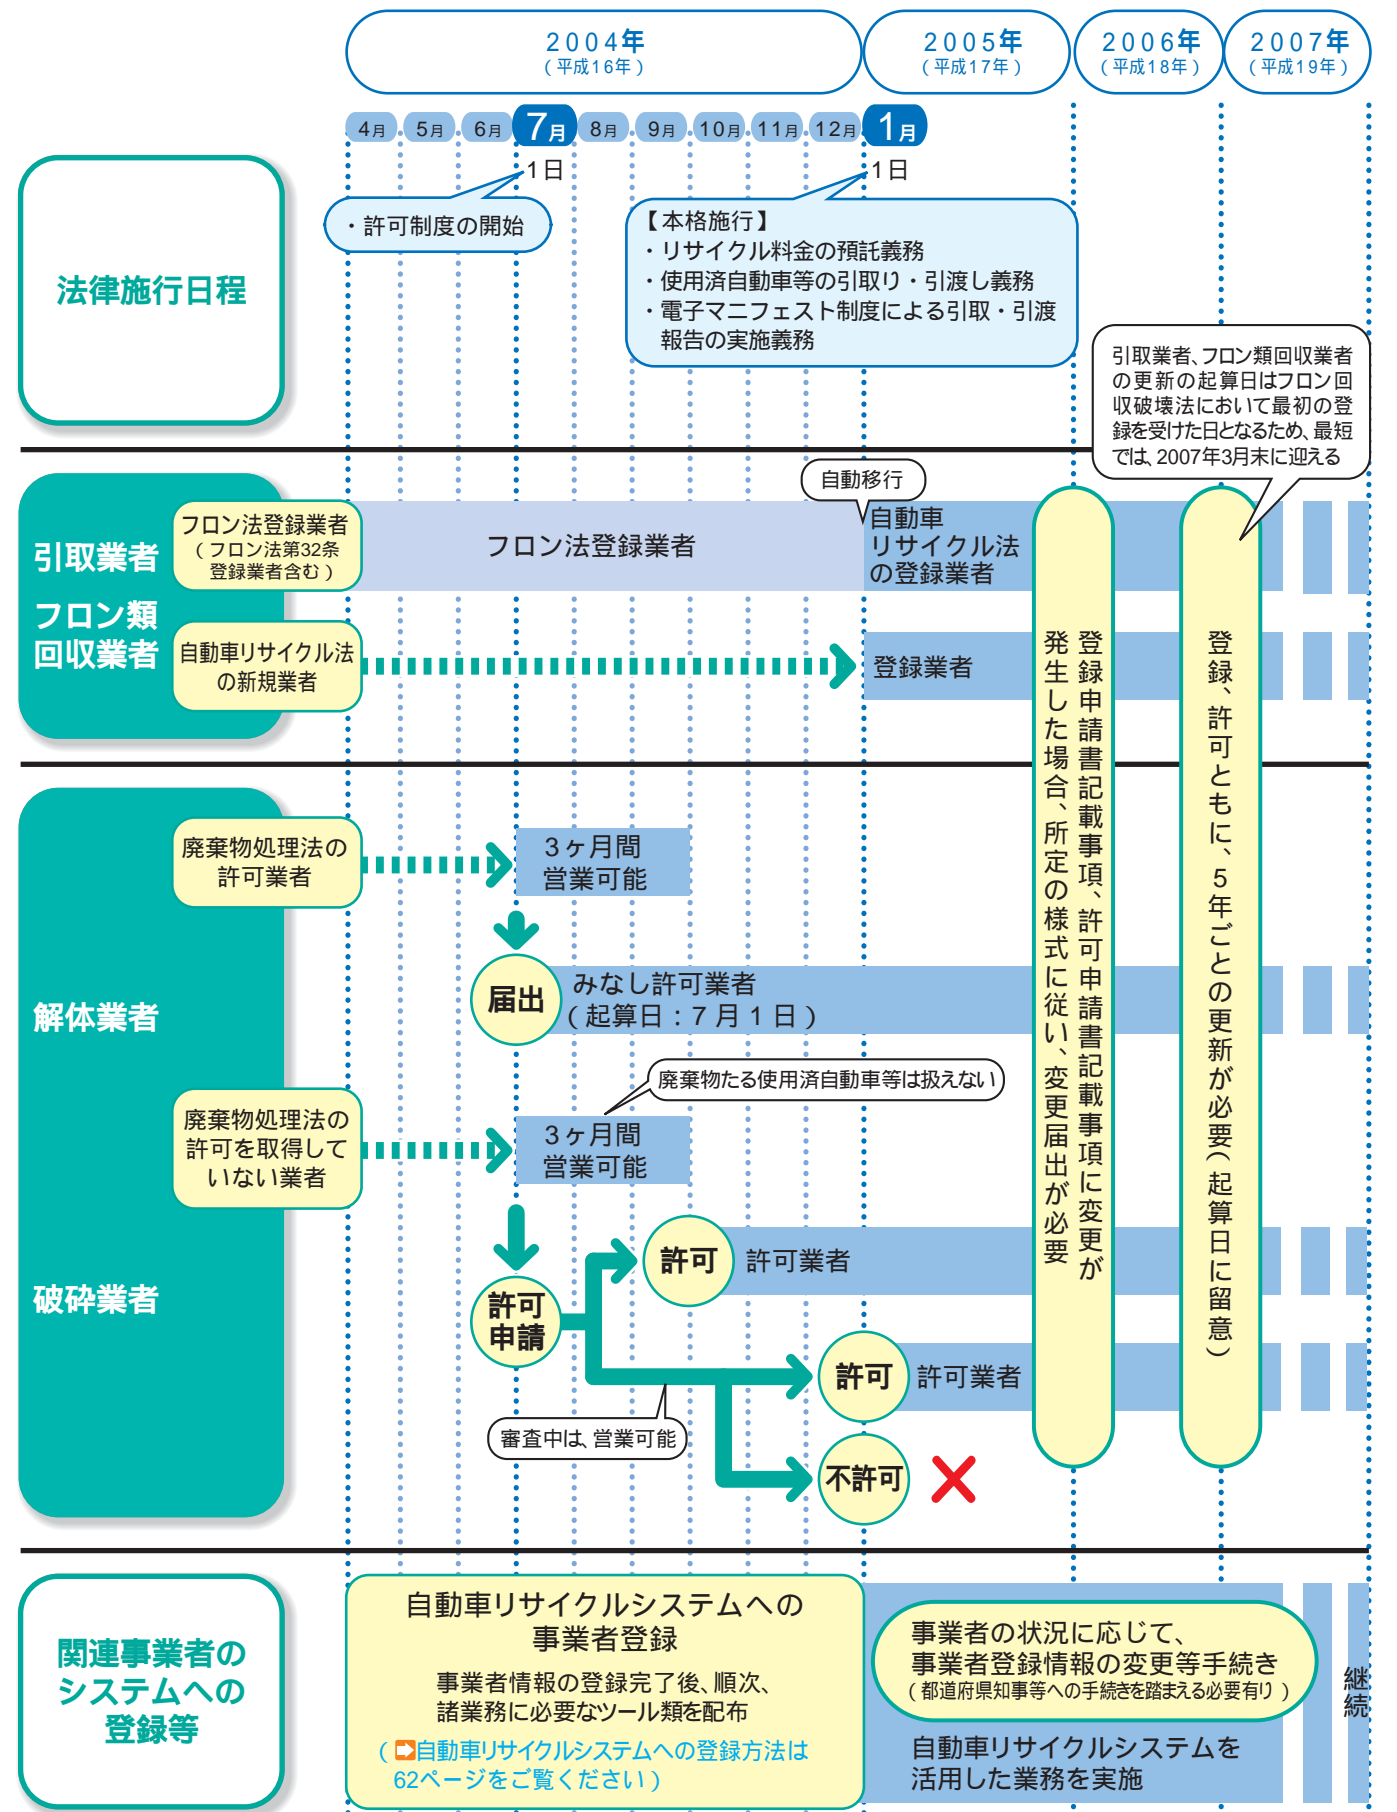 2004年
(平成16年)
2005年
(平成17年)
2006年
(平成18年)
2007年
(平成19年)
4月
5月
6月
7月
8月
9月
10月
11月
12月
1月
1日
1日
法律施行日程
・許可制度の開始
【本格施行】
・リサイクル料金の預託義務
・使用済自動車等の引取り・引渡し義務
・電子マニフェスト制度による引取・引渡
報告の実施義務
引取業者、フロン類回収業者
の更新の起算日はフロン回
収破壊法において最初の登
録を受けた日となるため、最短
では、2007年3月末に迎える
引取業者
フロン類
回収業者
フロン法登録業者
(フロン法第32条
登録業者含む)
フロン法登録業者
自動移行
自動車
リサイクル法
の登録業者
自動車リサイクル法
の新規業者
登録業者
登録申請書記載事項、許可申請書記載事項に変更が
発生した場合、所定の様式に従い、変更届出が必要
登録、許可ともに、5年ごとの更新が必要(起算日に留意)
解体業者
破砕業者
廃棄物処理法の
許可業者
3ヶ月間
営業可能
届出
みなし許可業者
(起算日:7月1日)
廃棄物たる使用済自動車等は扱えない
廃棄物処理法の
許可を取得して
いない業者
3ヶ月間
営業可能
許可
申請
許可
許可業者
許可
許可業者
審査中は、営業可能
不許可
関連事業者の
システムへの
登録等
自動車リサイクルシステムへの
事業者登録
事業者情報の登録完了後、順次、
諸業務に必要なツール類を配布
(自動車リサイクルシステムへの登録方法は
62ページをご覧ください)
事業者の状況に応じて、
事業者登録情報の変更等手続き
(都道府県知事等への手続きを踏まえる必要有り)
自動車リサイクルシステムを
活用した業務を実施
継続